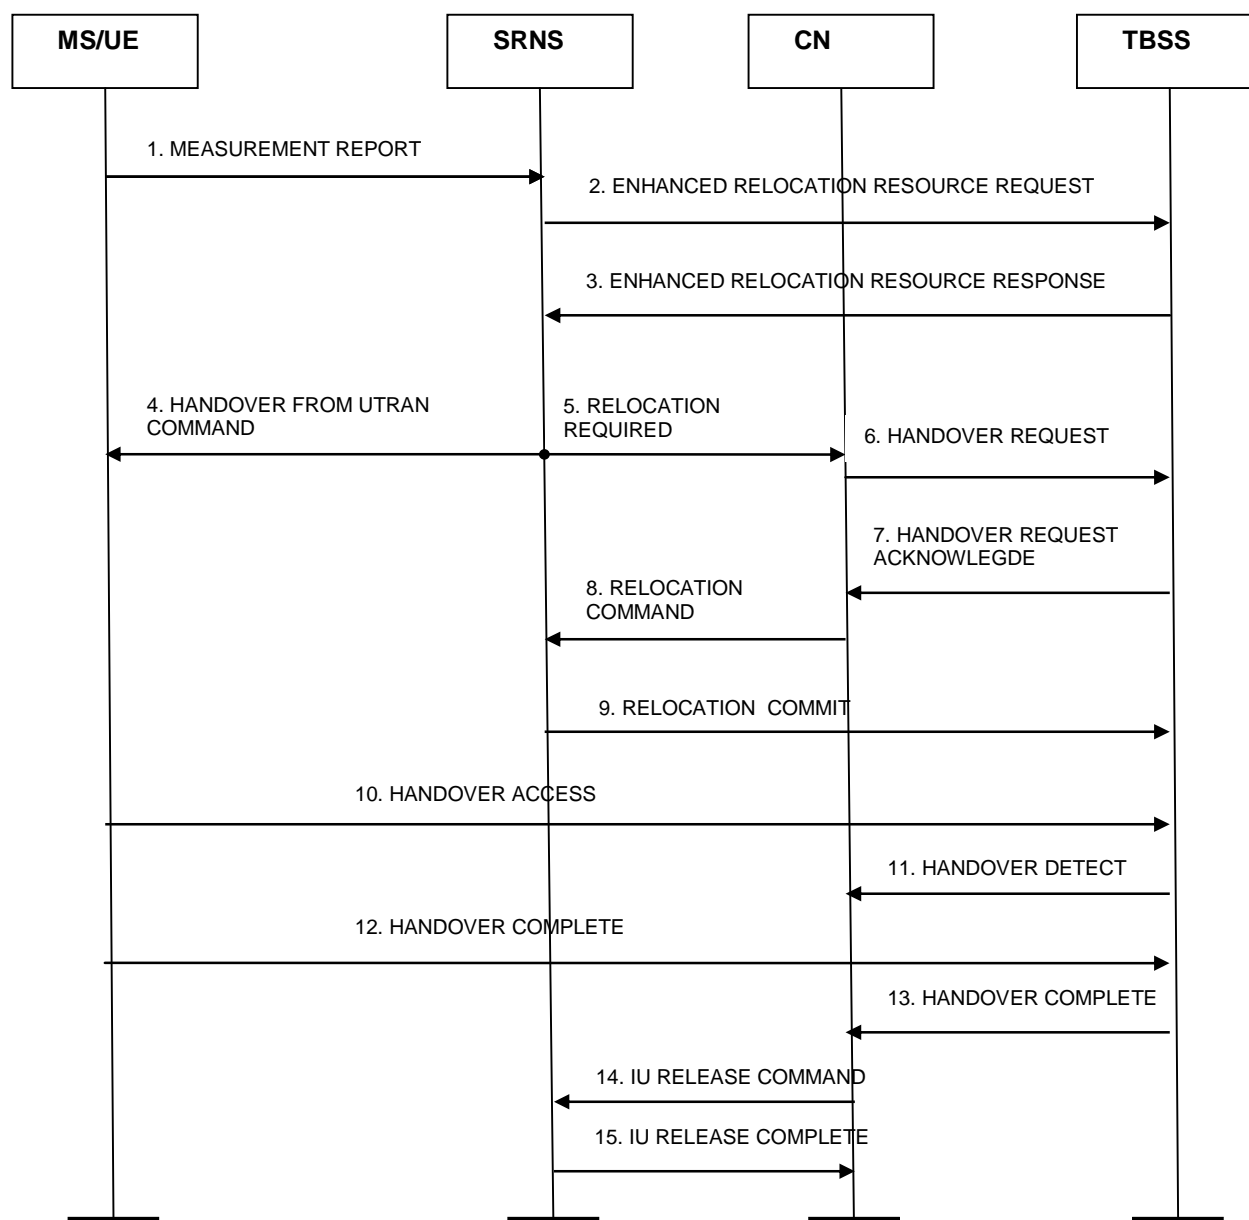 MS/UE
SRNS
CN
TBSS
1. MEASUREMENT REPORT
2. ENHANCED RELOCATION RESOURCE REQUEST
3. ENHANCED RELOCATION RESOURCE RESPONSE
4. HANDOVER FROM UTRAN
COMMAND
5. RELOCATION
REQUIRED
6. HANDOVER REQUEST
7. HANDOVER REQUEST
ACKNOWLEGDE
8. RELOCATION
COMMAND
9. RELOCATION  COMMIT
10. HANDOVER ACCESS
11. HANDOVER DETECT
12. HANDOVER COMPLETE
13. HANDOVER COMPLETE
14. IU RELEASE COMMAND
15. IU RELEASE COMPLETE